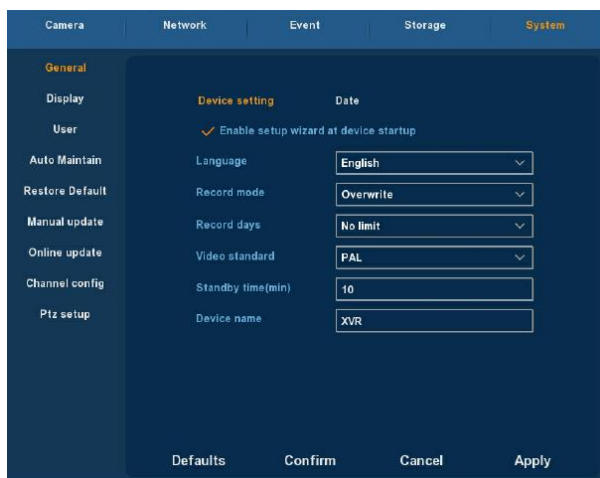 Camera Network Event Storage System
General
Display
User
Auto Maintain
Restore Default
Manual update
Online update
Channel config
Ptz setup
Device setting Date
Enable setup wizard at device startup
Language English
Record mode Overwrite
Record days No limit
Video standard PAL
Standby time(min) 10
Device name XVR
Defaults Confirm Cancel Apply